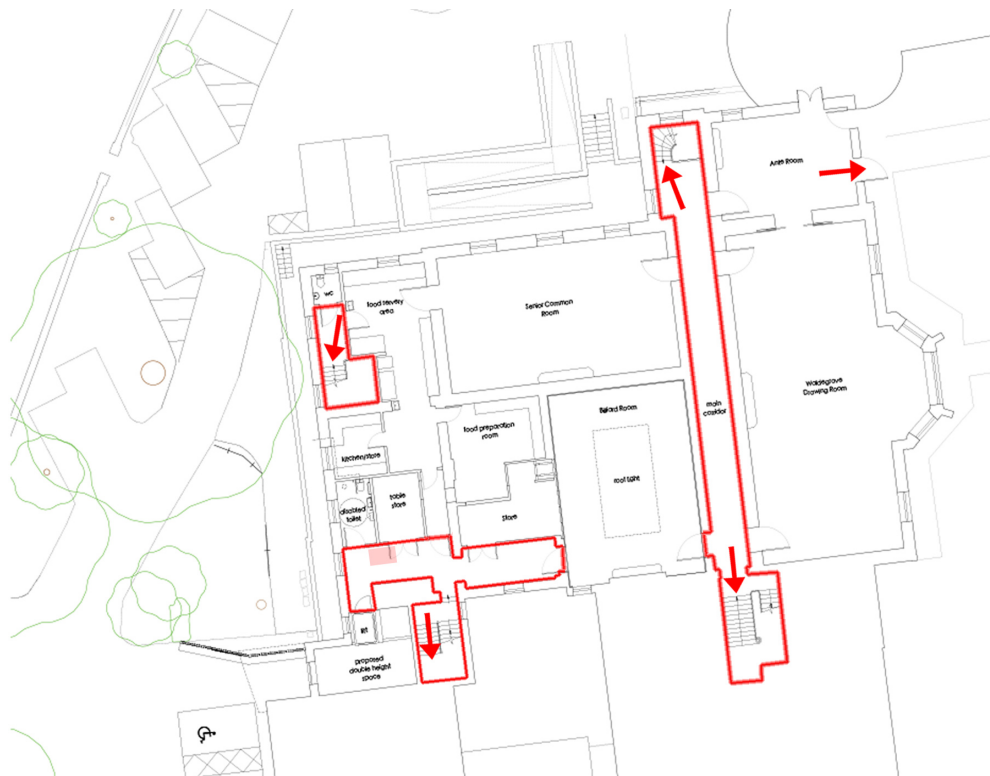 Ante Room
wc
food servery
area
Senior Common
Room
Waldegrave
Drawing Room
main
corridor
Billiard Room
food preparation
room
kitchen/store
roof light
table
store
disabled
toilet
Store
lift
proposed
double height
space